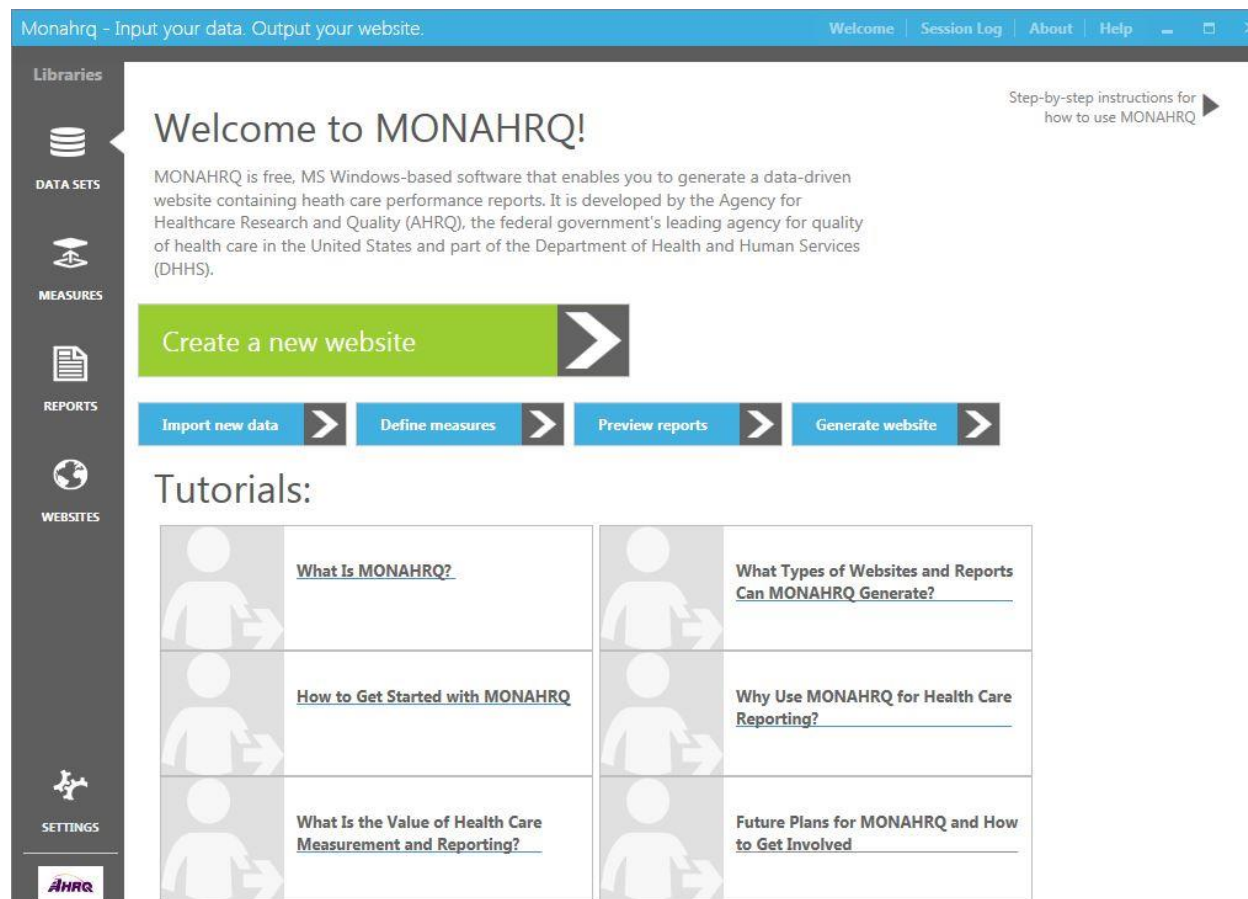 Monahrq - Input your data. Output your website.
Welcome | Session Log | About | Help
Libraries
DATA SETS
MEASURES
REPORTS
WEBSITES
SETTINGS
AHRQ
Step-by-step instructions for
how to use MONAHRQ
Welcome to MONAHRQ!
MONAHRQ is free, MS Windows-based software that enables you to generate a data-driven
website containing heath care performance reports. It is developed by the Agency for
Healthcare Research and Quality (AHRQ), the federal government's leading agency for quality
of health care in the United States and part of the Department of Health and Human Services
(DHHS).
Create a new website
Import new data
Define measures
Preview reports
Generate website
Tutorials:
What Is MONAHRQ?
What Types of Websites and Reports
Can MONAHRQ Generate?
How to Get Started with MONAHRQ
Why Use MONAHRQ for Health Care
Reporting?
What Is the Value of Health Care
Measurement and Reporting?
Future Plans for MONAHRQ and How
to Get Involved